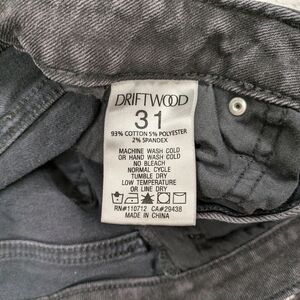 DRIFTWOOD
31
93% COTTON 5% POLYESTER
2% SPANDEX
MACHINE WASH COLD
OR HAND WASH COLD
NO BLEACH
NORMAL CYCLE
TUMBLE DRY
LOW TEMPERATURE
OR LINE DRY
RN#110712 CA#29438
MADE IN CHINA